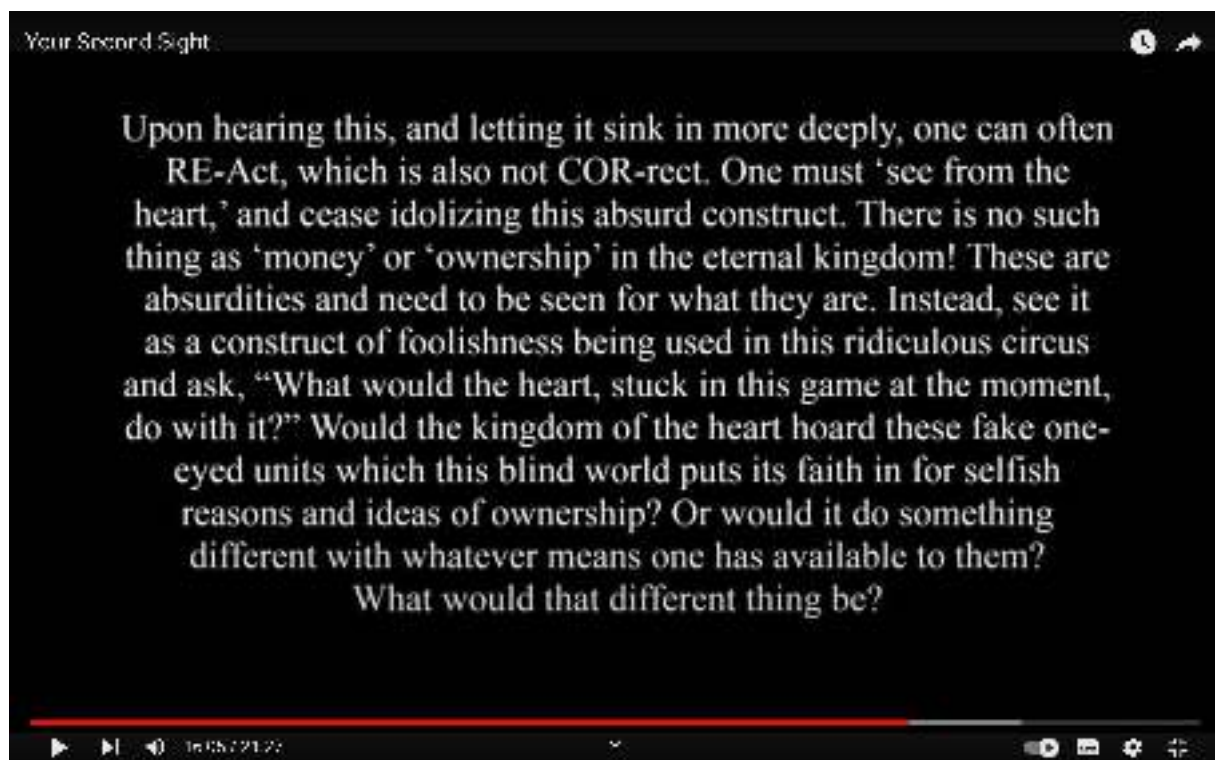 Your Second Sight
Upon hearing this, and letting it sink in more deeply, one can often
RE-Act, which is also not COR-rect. One must ‘see from the
heart,’ and cease idolizing this absurd construct. There is no such
thing as ‘money’ or ‘ownership’ in the eternal kingdom! These are
absurdities and need to be seen for what they are. Instead, see it
as a construct of foolishness being used in this ridiculous circus
and ask, “What would the heart, stuck in this game at the moment,
do with it?” Would the kingdom of the heart hoard these fake one-
eyed units which this blind world puts its faith in for selfish
reasons and ideas of ownership? Or would it do something
different with whatever means one has available to them?
What would that different thing be?
16:05 / 21:27